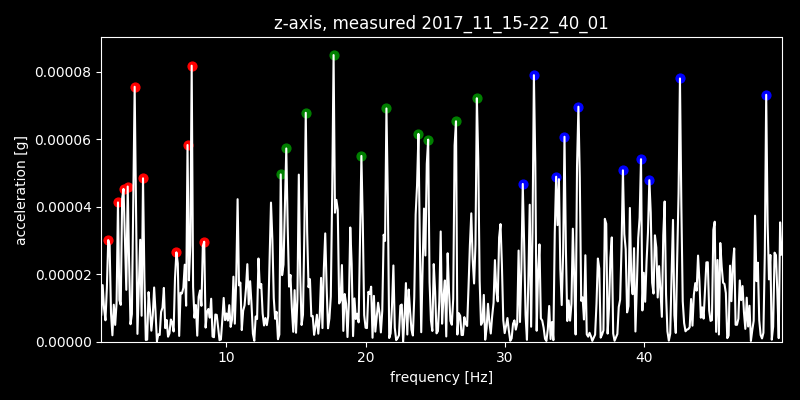 z-axis, measured 2017_11_15-22_40_01
0.00008
0.00006
0.00004
0.00002
0.00000
acceleration [g]
10 20 30 40
frequency [Hz]